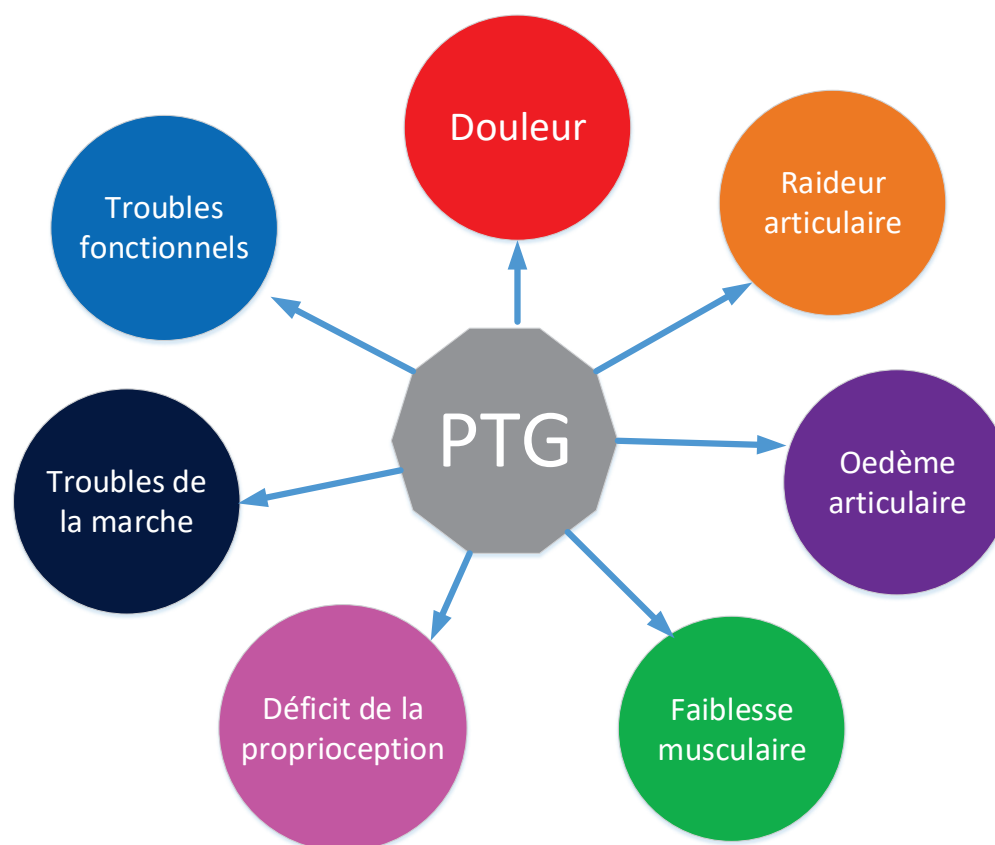 Douleur
Raideur
articulaire
Oedème
articulaire
Faiblesse
musculaire
Déficit de la
proprioception
Troubles de
la marche
Troubles
fonctionnels
PTG